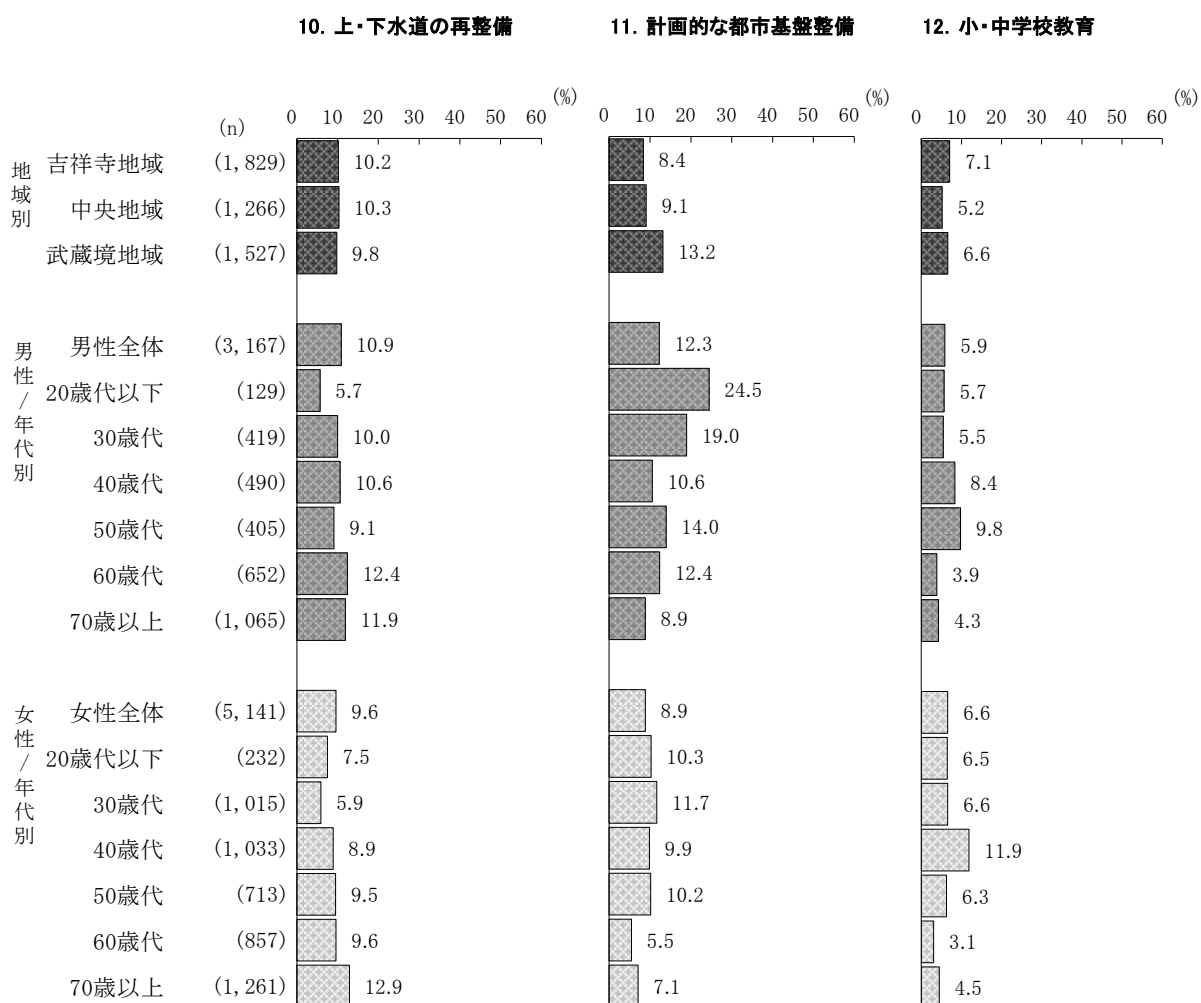 10. 上・下水道の再整備 11. 計画的な都市基盤整備 12. 小・中学校教育
(%) (%) (%)
(n) 0 10 20 30 40 50 60 0 10 20 30 40 50 60 0 10 20 30 40 50 60
地域別
吉祥寺地域 (1,829) 10.2 8.4 7.1
中央地域 (1,266) 10.3 9.1 5.2
武蔵境地域 (1,527) 9.8 13.2 6.6
男性/年代別
男性全体 (3,167) 10.9 12.3 5.9
20歳代以下 (129) 5.7 24.5 5.7
30歳代 (419) 10.0 19.0 5.5
40歳代 (490) 10.6 10.6 8.4
50歳代 (405) 9.1 14.0 9.8
60歳代 (652) 12.4 12.4 3.9
70歳以上 (1,065) 11.9 8.9 4.3
女性/年代別
女性全体 (5,141) 9.6 8.9 6.6
20歳代以下 (232) 7.5 10.3 6.5
30歳代 (1,015) 5.9 11.7 6.6
40歳代 (1,033) 8.9 9.9 11.9
50歳代 (713) 9.5 10.2 6.3
60歳代 (857) 9.6 5.5 3.1
70歳以上 (1,261) 12.9 7.1 4.5